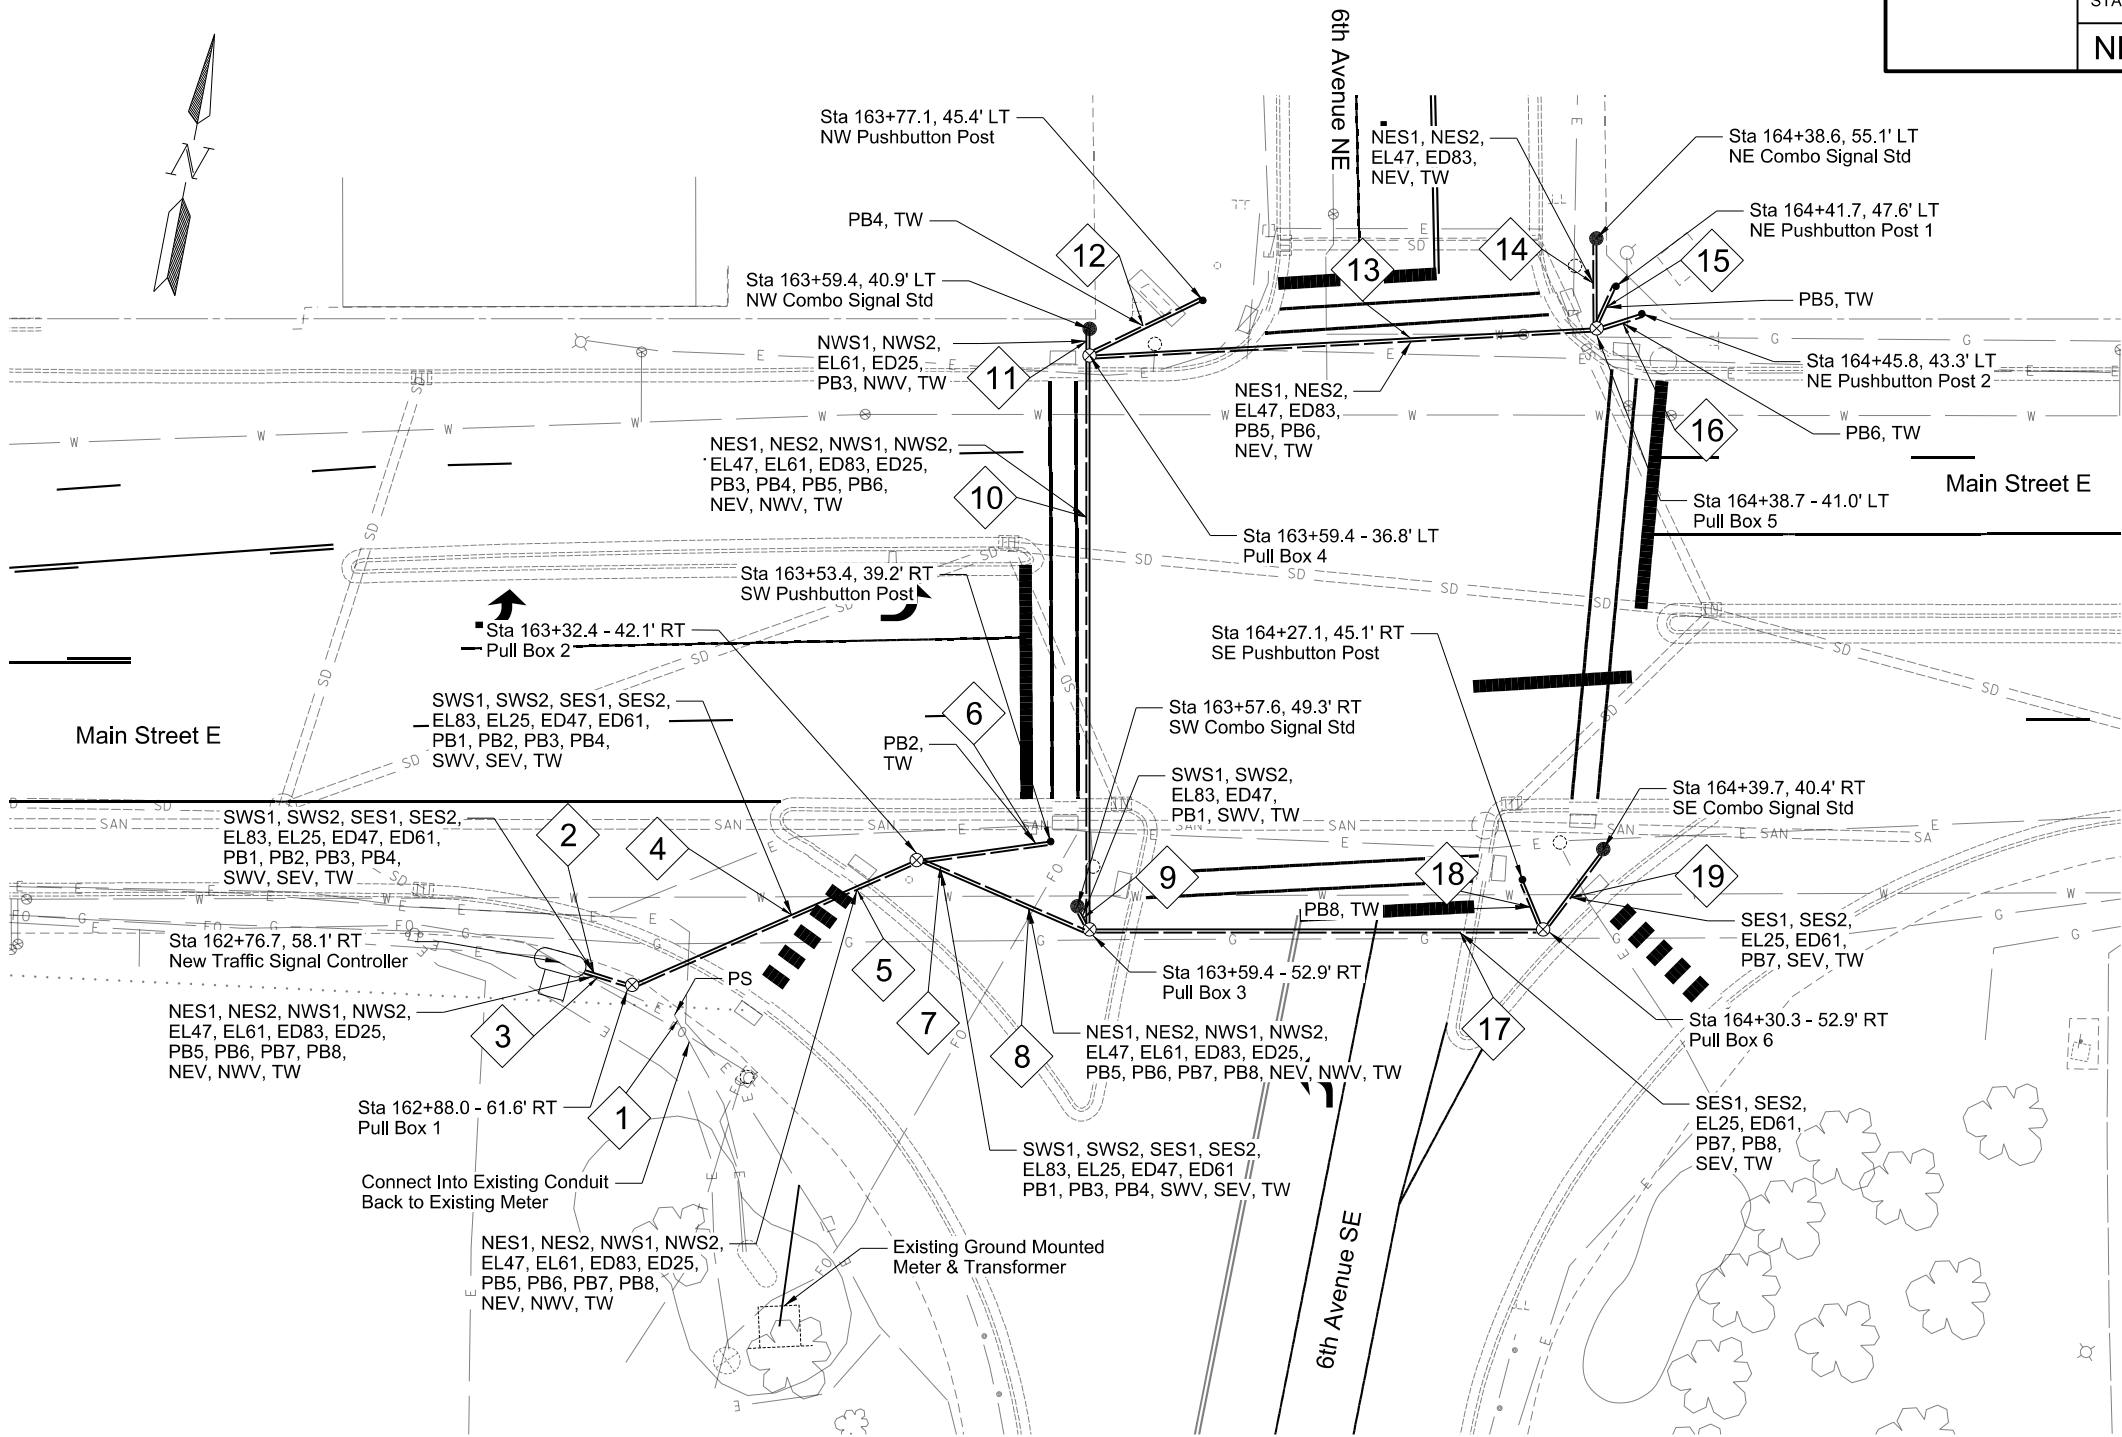 STA
ND
6th Avenue NE
N
Sta 163+77.1, 45.4' LT
NW Pushbutton Post
NES1, NES2,
EL47, ED83,
NEV, TW
Sta 164+38.6, 55.1' LT
NE Combo Signal Std
PB4, TW
12
13
14
15
Sta 164+41.7, 47.6' LT
NE Pushbutton Post 1
Sta 163+59.4, 40.9' LT
NW Combo Signal Std
PB5, TW
NWS1, NWS2,
EL61, ED25,
PB3, NWV, TW
11
Sta 164+45.8, 43.3' LT
NE Pushbutton Post 2
NES1, NES2,
EL47, ED83,
PB5, PB6,
NEV, TW
16
PB6, TW
NES1, NES2, NWS1, NWS2,
EL47, EL61, ED83, ED25,
PB3, PB4, PB5, PB6,
NEV, NWV, TW
10
Main Street E
Sta 164+38.7 - 41.0' LT
Pull Box 5
Sta 163+59.4 - 36.8' LT
Pull Box 4
Sta 163+53.4, 39.2' RT
SW Pushbutton Post
Sta 163+32.4 - 42.1' RT
Pull Box 2
Sta 164+27.1, 45.1' RT
SE Pushbutton Post
SWS1, SWS2, SES1, SES2,
EL83, EL25, ED47, ED61,
PB1, PB2, PB3, PB4,
SWV, SEV, TW
6
Main Street E
PB2,
TW
Sta 163+57.6, 49.3' RT
SW Combo Signal Std
SWS1, SWS2,
EL83, ED47,
PB1, SWV, TW
Sta 164+39.7, 40.4' RT
SE Combo Signal Std
SWS1, SWS2, SES1, SES2,
EL83, EL25, ED47, ED61,
PB1, PB2, PB3, PB4,
SWV, SEV, TW
2
4
9
18
19
PB8, TW
SES1, SES2,
EL25, ED61,
PB7, SEV, TW
Sta 162+76.7, 58.1' RT
New Traffic Signal Controller
5
PS
Sta 163+59.4 - 52.9' RT
Pull Box 3
NES1, NES2, NWS1, NWS2,
EL47, EL61, ED83, ED25,
PB5, PB6, PB7, PB8,
NEV, NWV, TW
3
7
8
17
Sta 164+30.3 - 52.9' RT
Pull Box 6
NES1, NES2, NWS1, NWS2,
EL47, EL61, ED83, ED25,
PB5, PB6, PB7, PB8, NEV, NWV, TW
Sta 162+88.0 - 61.6' RT
Pull Box 1
1
SES1, SES2,
EL25, ED61,
PB7, PB8,
SEV, TW
SWS1, SWS2, SES1, SES2,
EL83, EL25, ED47, ED61
PB1, PB3, PB4, SWV, SEV, TW
Connect Into Existing Conduit
Back to Existing Meter
NES1, NES2, NWS1, NWS2,
EL47, EL61, ED83, ED25,
PB5, PB6, PB7, PB8,
NEV, NWV, TW
Existing Ground Mounted
Meter & Transformer
6th Avenue SE